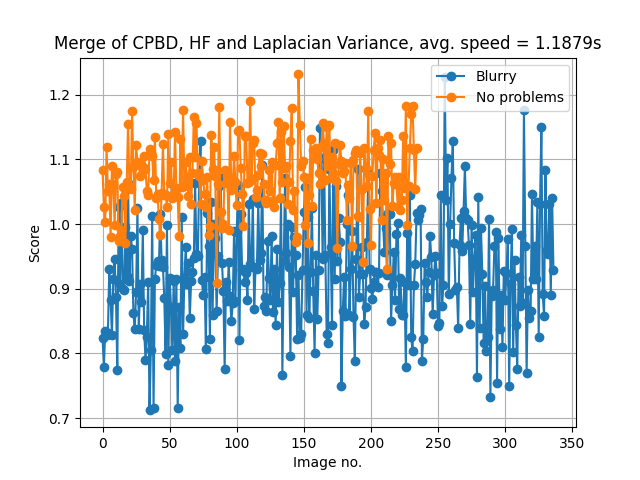 Merge of CPBD, HF and Laplacian Variance, avg. speed = 1.1879s
Blurry
No problems
1.2
1.1
1.0
0.9
0.8
0.7
Score
0 50 100 150 200 250 300 350
Image no.